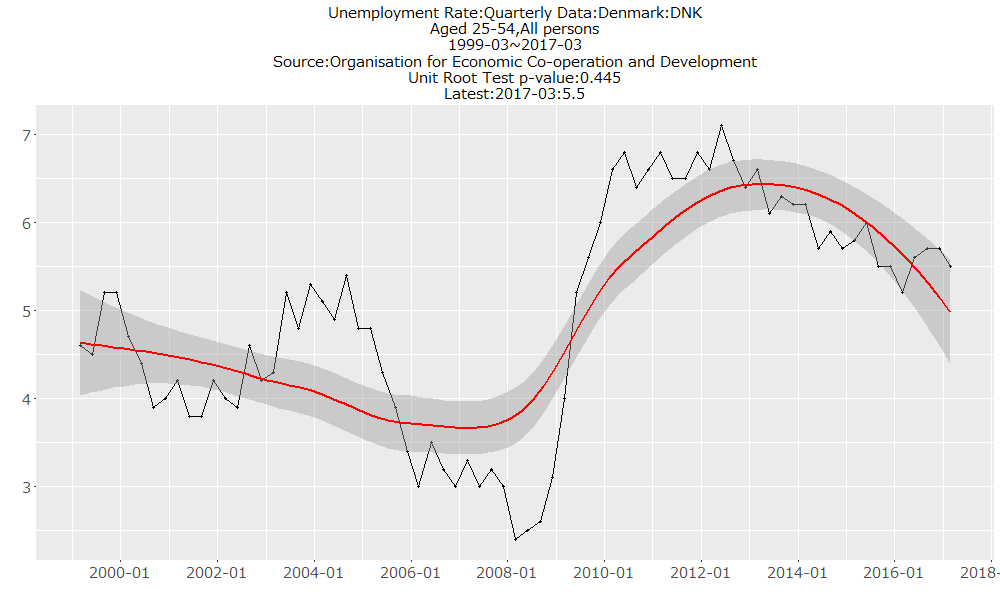 Unemployment Rate:Quarterly Data:Denmark:DNK
Aged 25-54,All persons
1999-03~2017-03
Source:Organisation for Economic Co-operation and Development
Unit Root Test p-value:0.445
Latest:2017-03:5.5
7
6
5
4
3
2000-01 2002-01 2004-01 2006-01 2008-01 2010-01 2012-01 2014-01 2016-01 2018-